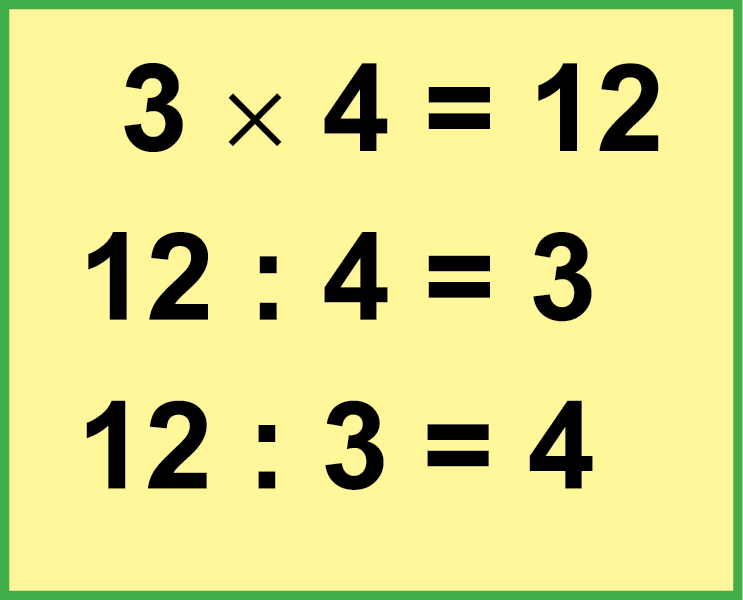 3 × 4 = 12
12 : 4 = 3
12 : 3 = 4